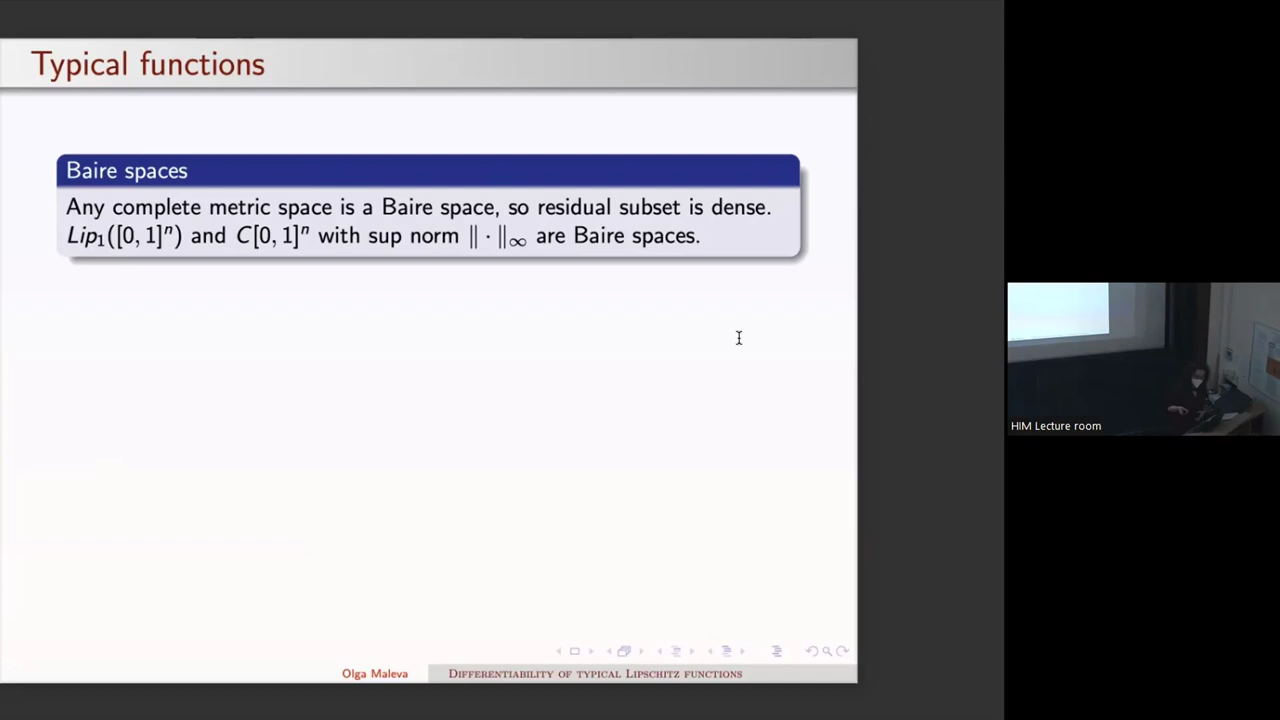 Typical functions
Baire spaces
Any complete metric space is a Baire space, so residual subset is dense.
Lip₁([0, 1]ⁿ) and C[0, 1]ⁿ with sup norm ‖ · ‖∞ are Baire spaces.
HIM Lecture room
Olga Maleva
Differentiability of typical Lipschitz functions